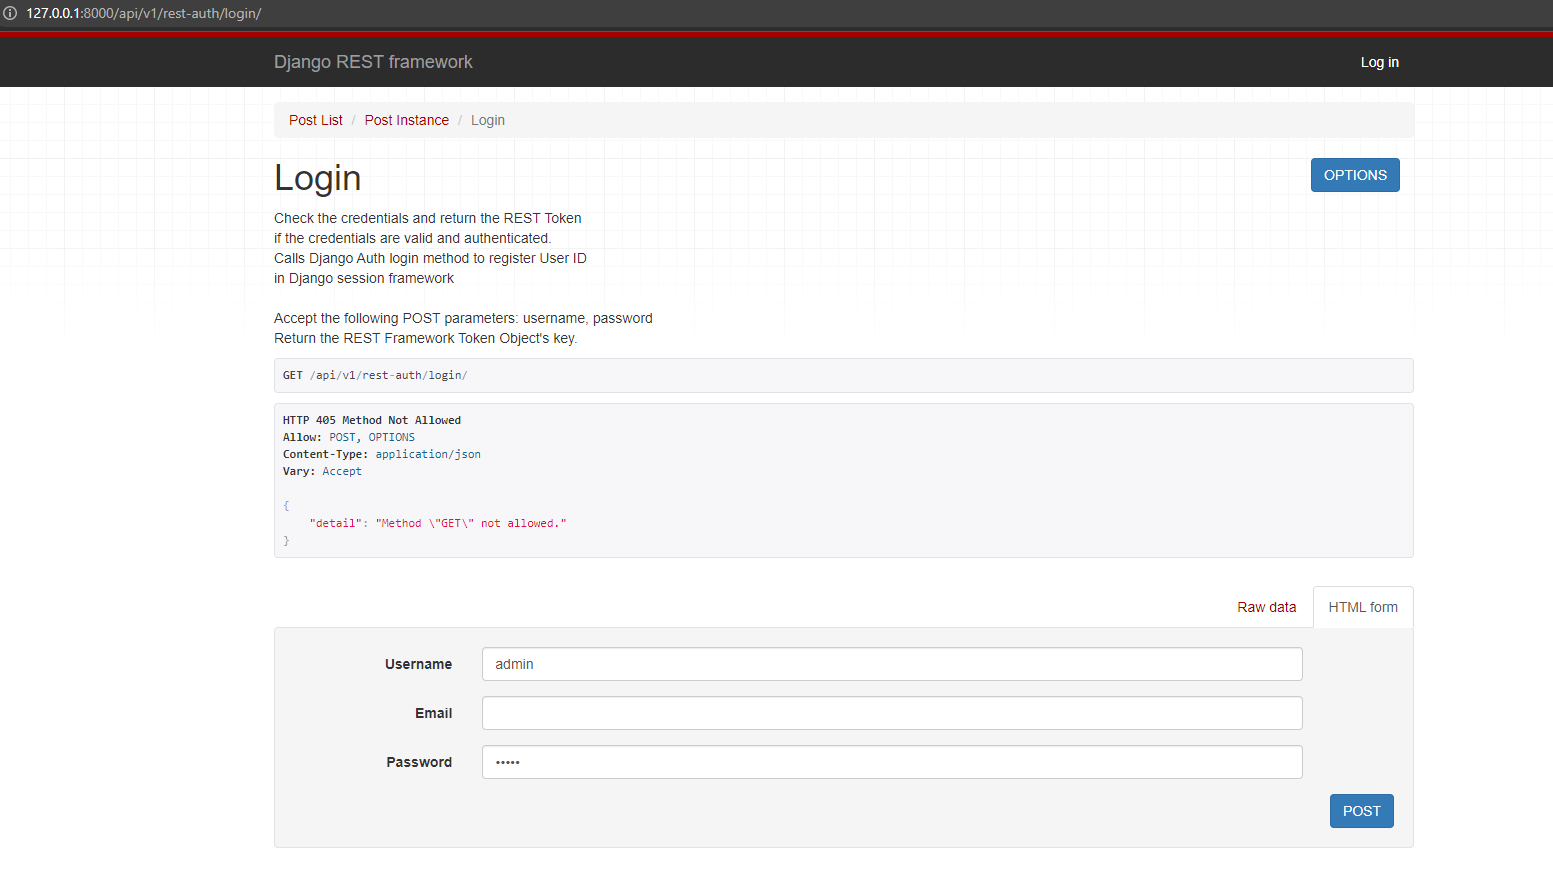 127.0.0.1:8000/api/v1/rest-auth/login/
Django REST framework
Log in
Post List / Post Instance / Login
Login
OPTIONS
Check the credentials and return the REST Token
if the credentials are valid and authenticated.
Calls Django Auth login method to register User ID
in Django session framework
Accept the following POST parameters: username, password
Return the REST Framework Token Object's key.
GET /api/v1/rest-auth/login/
HTTP 405 Method Not Allowed
Allow: POST, OPTIONS
Content-Type: application/json
Vary: Accept
{
"detail": "Method \"GET\" not allowed."
}
Raw data
HTML form
Username
admin
Email
Password
•••••
POST